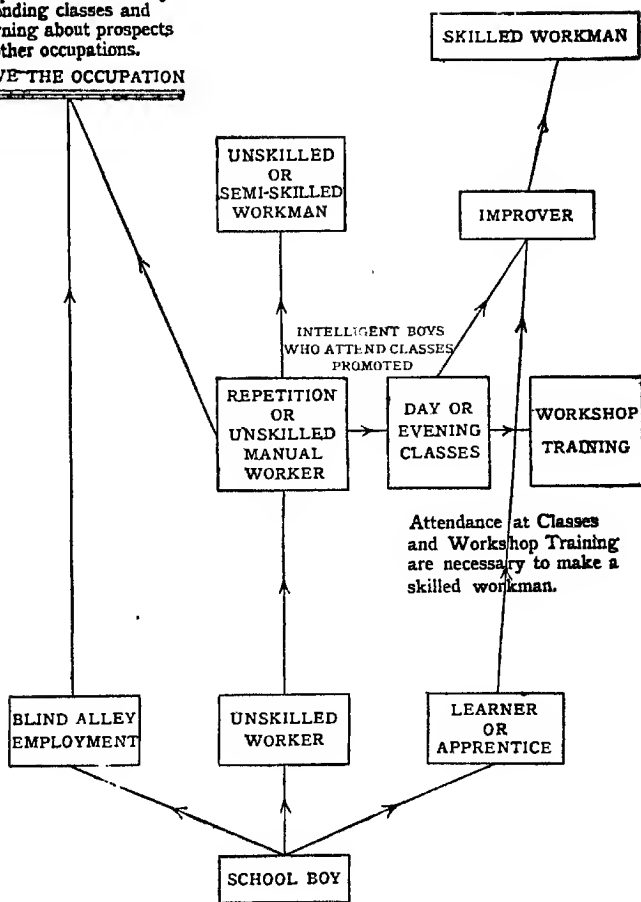 onding classes and
rning about prospects
ther occupations.
VE THE OCCUPATION
SKILLED WORKMAN
UNSKILLED
OR
SEMI-SKILLED
WORKMAN
IMPROVER
INTELLIGENT BOYS
WHO ATTEND CLASSES
PROMOTED
REPETITION
OR
UNSKILLED
MANUAL
WORKER
DAY OR
EVENING
CLASSES
WORKSHOP
TRAINING
Attendance at Classes
and Workshop Training
are necessary to make a
skilled workman.
BLIND ALLEY
EMPLOYMENT
UNSKILLED
WORKER
LEARNER
OR
APPRENTICE
SCHOOL BOY